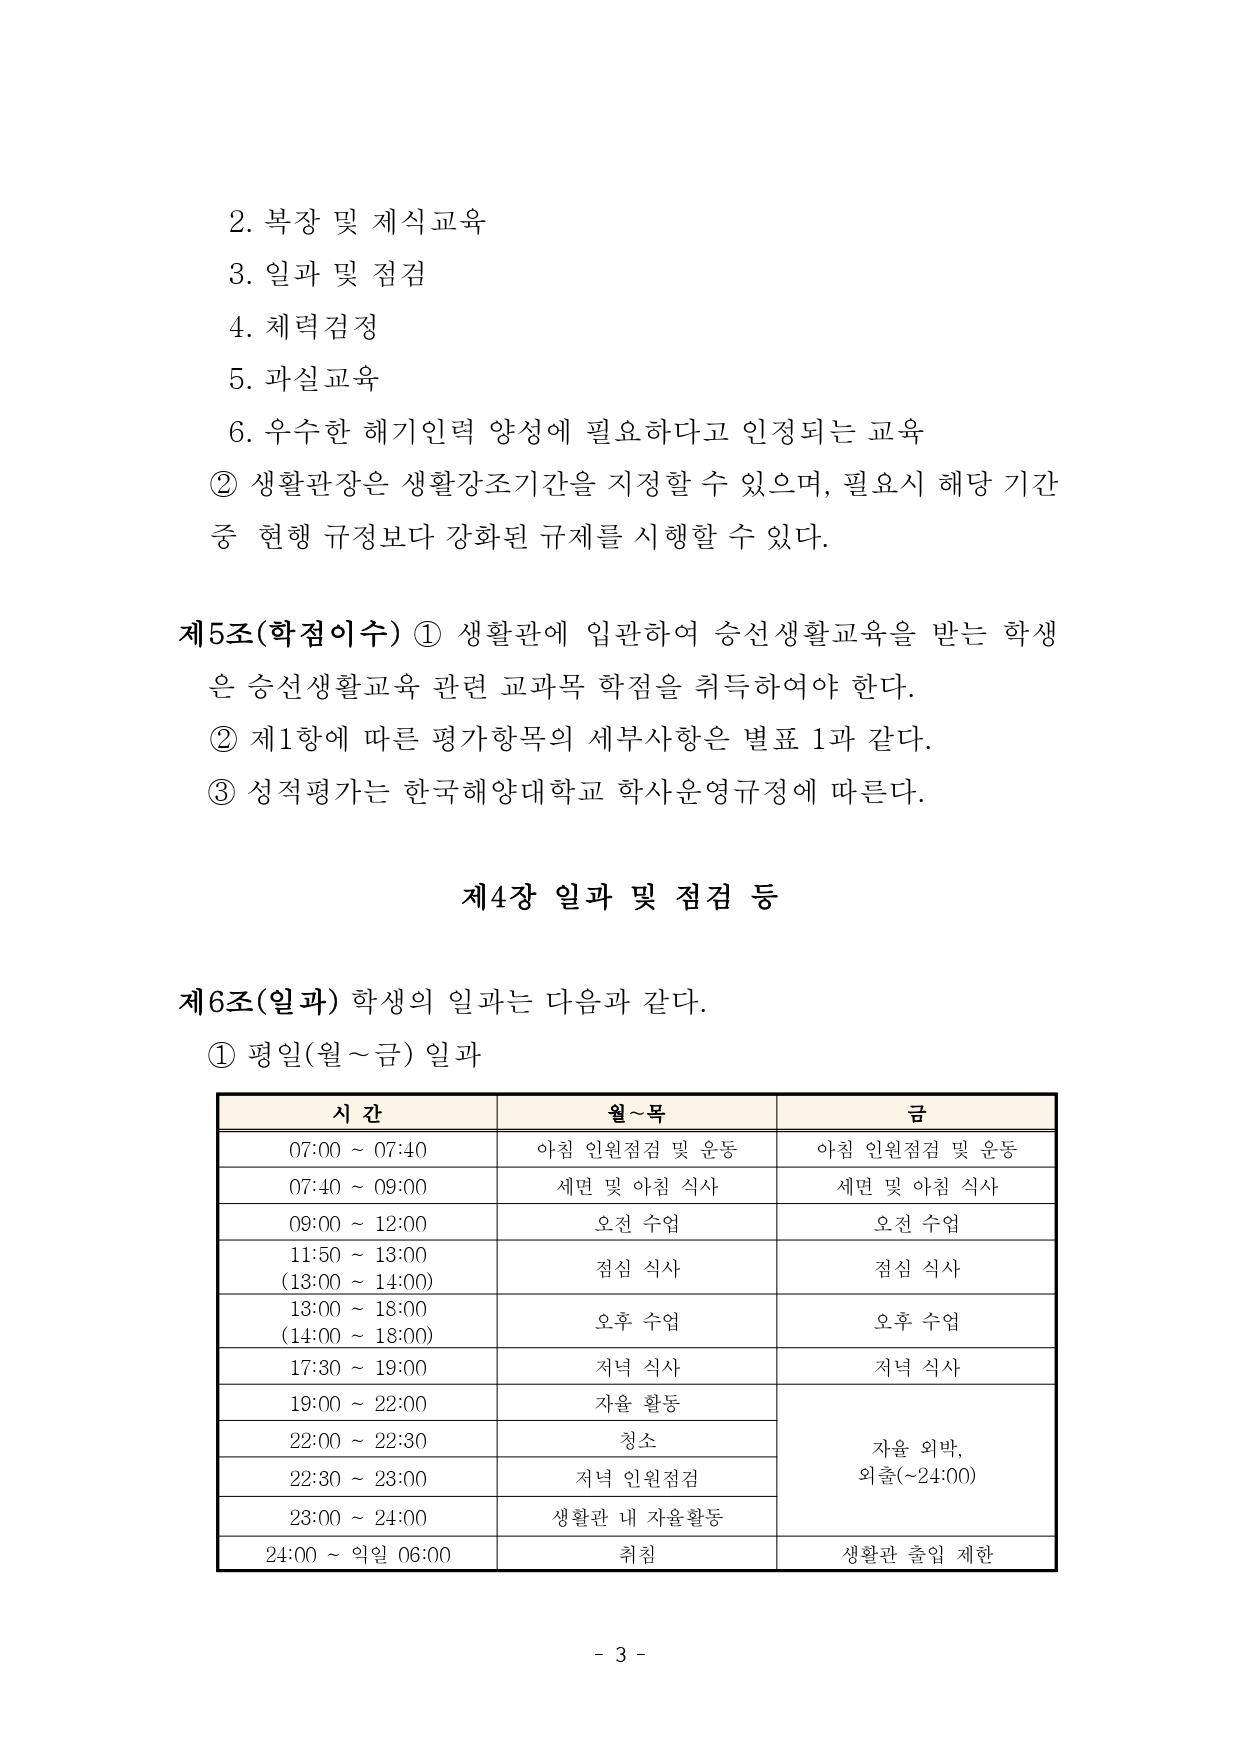 2. 복장 및 제식교육
3. 일과 및 점검
4. 체력검정
5. 과실교육
6. 우수한 해기인력 양성에 필요하다고 인정되는 교육
② 생활관장은 생활강조기간을 지정할 수 있으며, 필요시 해당 기간
중 현행 규정보다 강화된 규제를 시행할 수 있다.
제5조(학점이수) ① 생활관에 입관하여 승선생활교육을 받는 학생
은 승선생활교육 관련 교과목 학점을 취득하여야 한다.
② 제1항에 따른 평가항목의 세부사항은 별표 1과 같다.
③ 성적평가는 한국해양대학교 학사운영규정에 따른다.
제4장 일과 및 점검 등
제6조(일과) 학생의 일과는 다음과 같다.
① 평일(월～금) 일과
시 간 월～목 금
07:00 ~ 07:40 아침 인원점검 및 운동 아침 인원점검 및 운동
07:40 ~ 09:00 세면 및 아침 식사 세면 및 아침 식사
09:00 ~ 12:00 오전 수업 오전 수업
11:50 ~ 13:00
(13:00 ~ 14:00) 점심 식사 점심 식사
13:00 ~ 18:00
(14:00 ~ 18:00) 오후 수업 오후 수업
17:30 ~ 19:00 저녁 식사 저녁 식사
19:00 ~ 22:00 자율 활동
22:00 ~ 22:30 청소
자율 외박,
외출(~24:00)
22:30 ~ 23:00 저녁 인원점검
23:00 ~ 24:00 생활관 내 자율활동
24:00 ~ 익일 06:00 취침 생활관 출입 제한
- 3 -